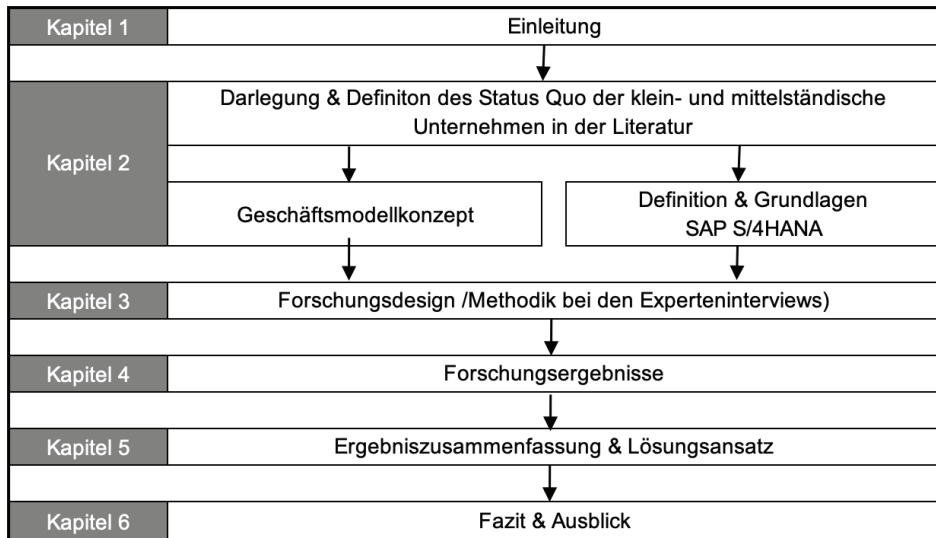 Kapitel 1
Einleitung
Kapitel 2
Darlegung & Definiton des Status Quo der klein- und mittelständische
Unternehmen in der Literatur
Geschäftsmodellkonzept
Definition & Grundlagen
SAP S/4HANA
Kapitel 3
Forschungsdesign /Methodik bei den Experteninterviews)
Kapitel 4
Forschungsergebnisse
Kapitel 5
Ergebniszusammenfassung & Lösungsansatz
Kapitel 6
Fazit & Ausblick